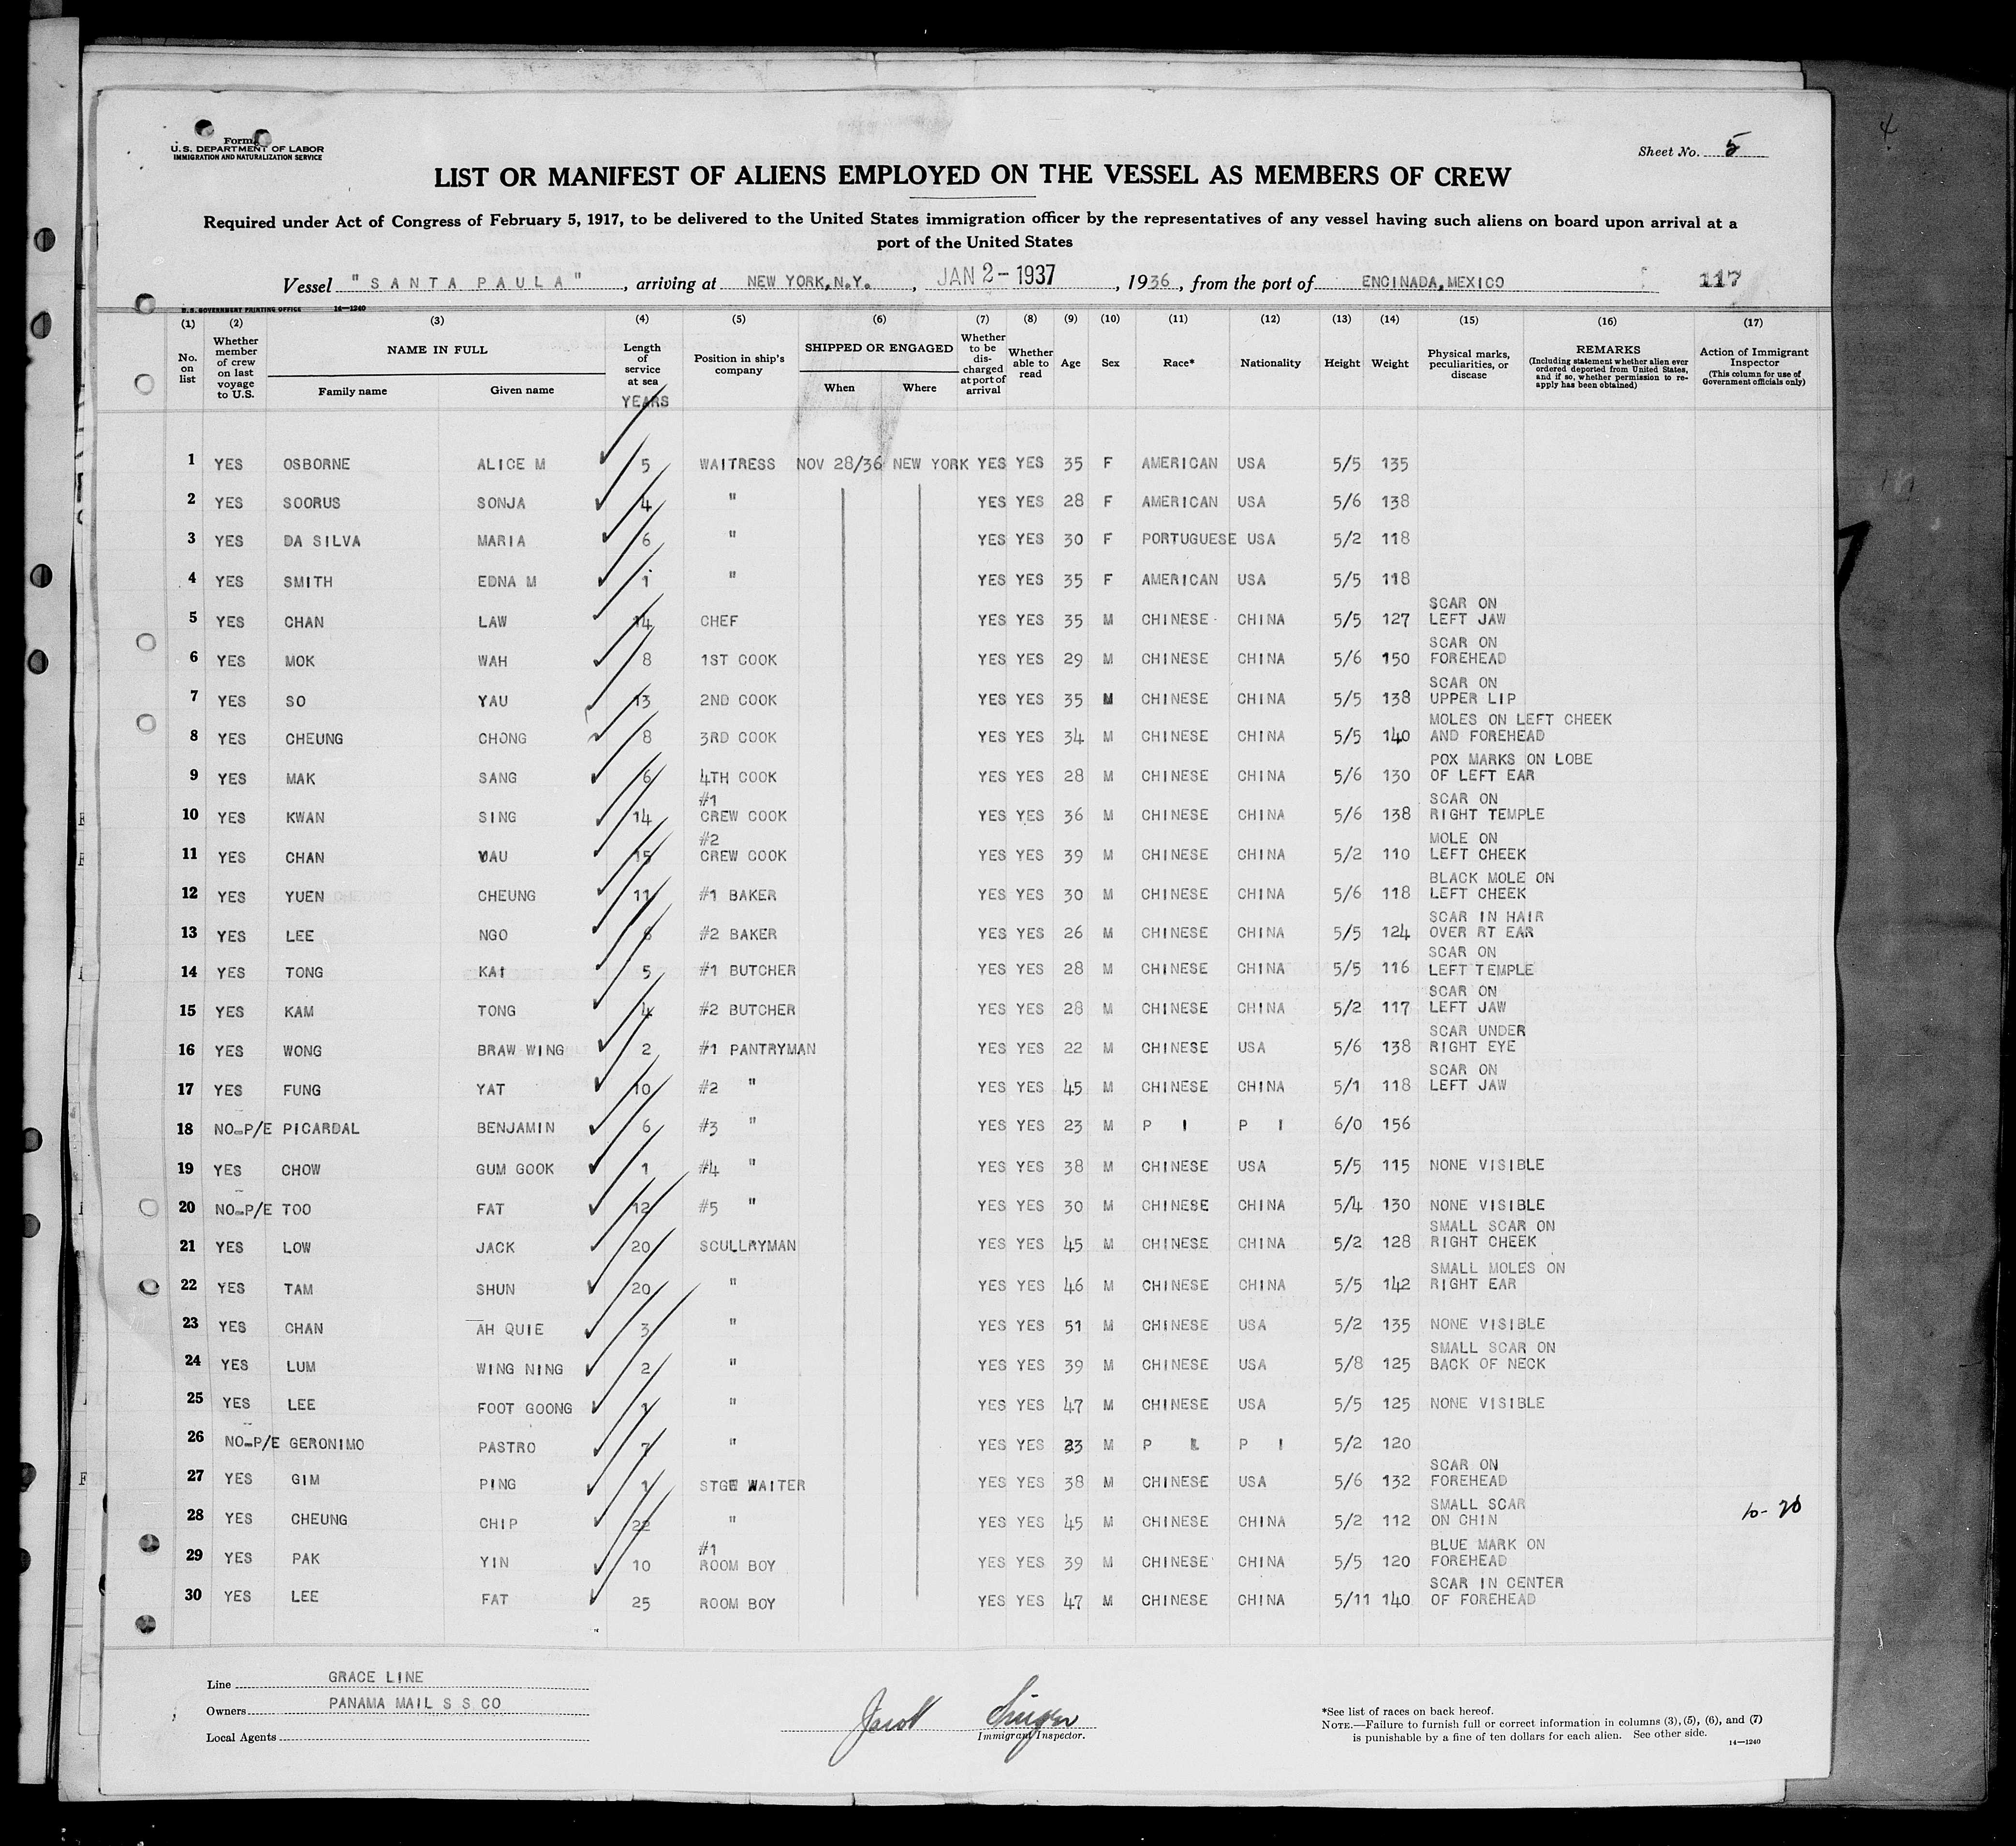 Form
U.S. DEPARTMENT OF LABOR
IMMIGRATION AND NATURALIZATION SERVICE
Sheet No. 5
LIST OR MANIFEST OF ALIENS EMPLOYED ON THE VESSEL AS MEMBERS OF CREW
Required under Act of Congress of February 5, 1917, to be delivered to the United States immigration officer by the representatives of any vessel having such aliens on board upon arrival at a
port of the United States
Vessel "SANTA PAULA", arriving at NEW YORK, N.Y., JAN 2-1937, 1936, from the port of ENCINADA, MEXICO 117
U.S. GOVERNMENT PRINTING OFFICE 14—1240
(1) No. on list (2) Whether member of crew on last voyage to U.S. (3) NAME IN FULL Family name Given name (4) Length of service at sea YEARS (5) Position in ship's company (6) SHIPPED OR ENGAGED When Where (7) Whether to be discharged at port of arrival (8) Whether able to read (9) Age (10) Sex (11) Race* (12) Nationality (13) Height (14) Weight (15) Physical marks, peculiarities, or disease (16) REMARKS (Including statement whether alien ever ordered deported from United States, and if so, whether permission to re-apply has been obtained) (17) Action of Immigrant Inspector (This column for use of Government officials only)
1 YES OSBORNE ALICE M 5 WAITRESS NOV 28/36 NEW YORK YES YES 35 F AMERICAN USA 5/5 135
2 YES SOORUS SONJA 4 " YES YES 28 F AMERICAN USA 5/6 138
3 YES DA SILVA MARIA 6 " YES YES 30 F PORTUGUESE USA 5/2 118
4 YES SMITH EDNA M 1 " YES YES 35 F AMERICAN USA 5/5 118
5 YES CHAN LAW 14 CHEF YES YES 35 M CHINESE CHINA 5/5 127 SCAR ON LEFT JAW
6 YES MOK WAH 8 1ST COOK YES YES 29 M CHINESE CHINA 5/6 150 SCAR ON FOREHEAD
7 YES SO YAU 13 2ND COOK YES YES 35 M CHINESE CHINA 5/5 138 SCAR ON UPPER LIP
8 YES CHEUNG CHONG 8 3RD COOK YES YES 34 M CHINESE CHINA 5/5 140 MOLES ON LEFT CHEEK AND FOREHEAD
9 YES MAK SANG 6 4TH COOK YES YES 28 M CHINESE CHINA 5/6 130 POX MARKS ON LOBE OF LEFT EAR
10 YES KWAN SING 14 #1 CREW COOK YES YES 36 M CHINESE CHINA 5/6 138 SCAR ON RIGHT TEMPLE
11 YES CHAN YAU 15 #2 CREW COOK YES YES 39 M CHINESE CHINA 5/2 110 MOLE ON LEFT CHEEK
12 YES YUEN CHEUNG 11 #1 BAKER YES YES 30 M CHINESE CHINA 5/6 118 BLACK MOLE ON LEFT CHEEK
13 YES LEE NGO #2 BAKER YES YES 26 M CHINESE CHINA 5/5 124 SCAR IN HAIR OVER RT EAR
14 YES TONG KAI 5 #1 BUTCHER YES YES 28 M CHINESE CHINA 5/5 116 SCAR ON LEFT TEMPLE
15 YES KAM TONG 4 #2 BUTCHER YES YES 28 M CHINESE CHINA 5/2 117 SCAR ON LEFT JAW
16 YES WONG BRAW WING 2 #1 PANTRYMAN YES YES 22 M CHINESE USA 5/6 138 SCAR UNDER RIGHT EYE
17 YES FUNG YAT 10 #2 " YES YES 45 M CHINESE CHINA 5/1 118 SCAR ON LEFT JAW
18 NO-P/E PICARDAL BENJAMIN 6 #3 " YES YES 23 M P I P I 6/0 156
19 YES CHOW GUM GOOK 1 #4 " YES YES 38 M CHINESE USA 5/5 115 NONE VISIBLE
20 NO-P/E TOO FAT 12 #5 " YES YES 30 M CHINESE CHINA 5/4 130 NONE VISIBLE
21 YES LOW JACK 20 SCULLRYMAN YES YES 45 M CHINESE CHINA 5/2 128 SMALL SCAR ON RIGHT CHEEK
22 YES TAM SHUN 20 " YES YES 46 M CHINESE CHINA 5/5 142 SMALL MOLES ON RIGHT EAR
23 YES CHAN AH QUIE 3 " YES YES 51 M CHINESE USA 5/2 135 NONE VISIBLE
24 YES LUM WING NING 2 " YES YES 39 M CHINESE USA 5/8 125 SMALL SCAR ON BACK OF NECK
25 YES LEE FOOT GOONG 1 " YES YES 47 M CHINESE USA 5/5 125 NONE VISIBLE
26 NO-P/E GERONIMO PASTRO 7 " YES YES 23 M P I P I 5/2 120
27 YES GIM PING 1 STGE WAITER YES YES 38 M CHINESE USA 5/6 132 SCAR ON FOREHEAD
28 YES CHEUNG CHIP 22 " YES YES 45 M CHINESE CHINA 5/2 112 SMALL SCAR ON CHIN 10-20
29 YES PAK YIN 10 #1 ROOM BOY YES YES 39 M CHINESE CHINA 5/5 120 BLUE MARK ON FOREHEAD
30 YES LEE FAT 25 ROOM BOY YES YES 47 M CHINESE CHINA 5/11 140 SCAR IN CENTER OF FOREHEAD
Line GRACE LINE
Owners PANAMA MAIL S S CO
Local Agents
Jacob Singer
Immigrant Inspector.
*See list of races on back hereof.
NOTE.—Failure to furnish full or correct information in columns (3), (5), (6), and (7)
is punishable by a fine of ten dollars for each alien. See other side.
14—1240